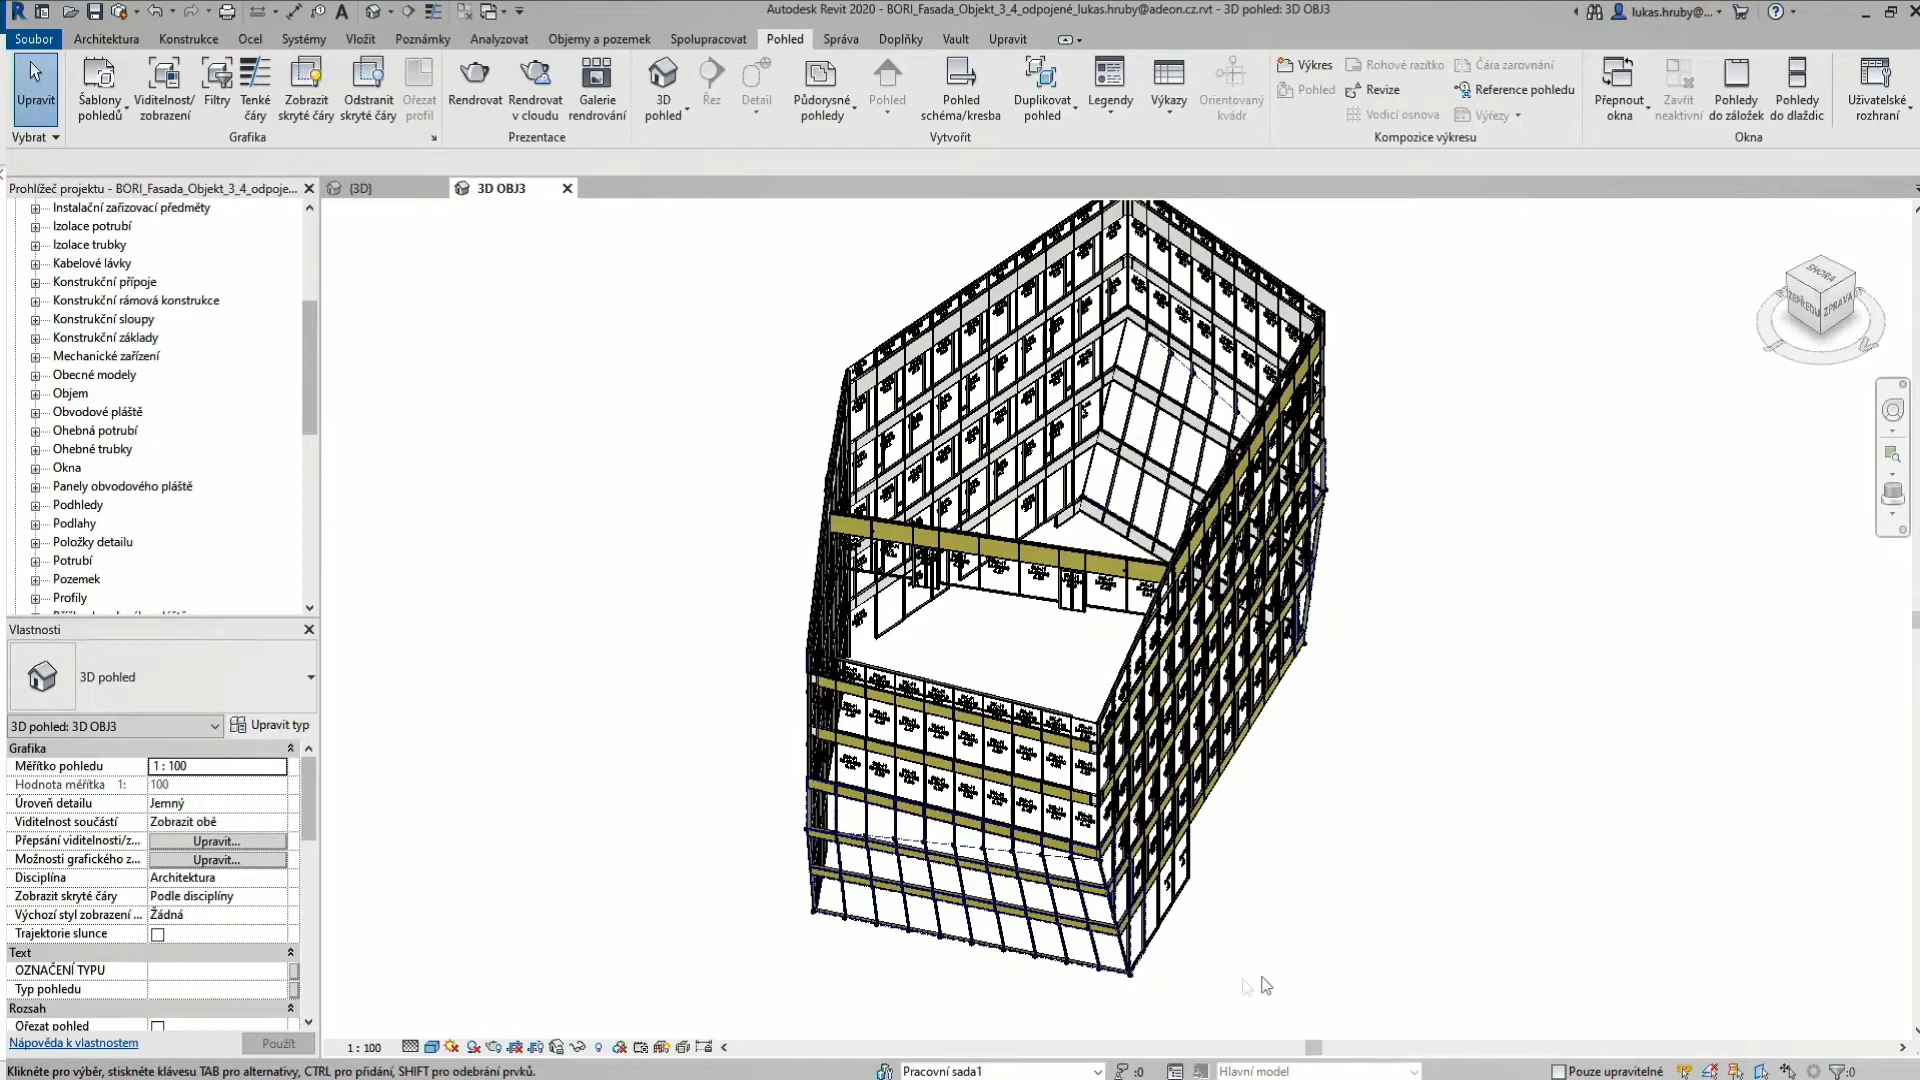 Autodesk Revit 2020 - BORI_Fasada_Objekt_3_4_odpojené_lukas.hruby@adeon.cz.rvt - 3D pohled: 3D OBJ3
lukas.hruby@...
Soubor Architektura Konstrukce Ocel Systémy Vložit Poznámky Analyzovat Objemy a pozemek Spolupracovat Pohled Správa Doplňky Vault Upravit
Upravit
Šablony pohledů
Viditelnost/ zobrazení
Filtry
Tenké čáry
Zobrazit skryté čáry
Odstranit skryté čáry
Ořezat profil
Rendrovat
Rendrovat v cloudu
Galerie rendrování
3D pohled
Řez
Detail
Půdorysné pohledy
Pohled
Pohled schéma/kresba
Duplikovat pohled
Legendy
Výkazy
Orientovaný kvádr
Výkres
Rohové razítko
Čára zarovnání
Pohled
Revize
Reference pohledu
Vodicí osnova
Výřezy
Přepnout okna
Zavřít neaktivní
Pohledy do záložek
Pohledy do dlaždic
Uživatelské rozhraní
Vybrat
Grafika
Prezentace
Vytvořit
Kompozice výkresu
Okna
Prohlížeč projektu - BORI_Fasada_Objekt_3_4_odpoje...
{3D}
3D OBJ3
Instalační zařizovací předměty
Izolace potrubí
Izolace trubky
Kabelové lávky
Konstrukční přípoje
Konstrukční rámová konstrukce
Konstrukční sloupy
Konstrukční základy
Mechanické zařízení
Obecné modely
Objem
Obvodové pláště
Ohebná potrubí
Ohebné trubky
Okna
Panely obvodového pláště
Podhledy
Podlahy
Položky detailu
Potrubí
Pozemek
Profily
SHORA
ZEPŘEDU
ZPRAVA
Vlastnosti
3D pohled
3D pohled: 3D OBJ3
Upravit typ
Grafika
Měřítko pohledu 1 : 100
Hodnota měřítka 1: 100
Úroveň detailu Jemný
Viditelnost součástí Zobrazit obě
Přepsání viditelnosti/z... Upravit...
Možnosti grafického z... Upravit...
Disciplína Architektura
Zobrazit skryté čáry Podle disciplíny
Výchozí styl zobrazení ... Žádná
Trajektorie slunce
Text
OZNAČENÍ TYPU
Typ pohledu
Rozsah
Ořezat pohled
Nápověda k vlastnostem
Použít
1 : 100
Klikněte pro výběr, stiskněte klávesu TAB pro alternativy, CTRL pro přidání, SHIFT pro odebrání prvků.
Pracovní sada1
:0
Hlavní model
Pouze upravitelné
:0